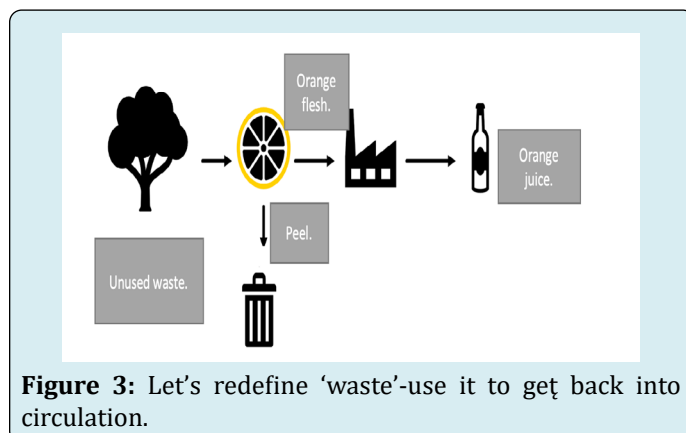 Orange
flesh.
Orange
juice.
Peel.
Unused waste.
Figure 3: Let’s redefine ‘waste’-use it to geţ back into
circulation.